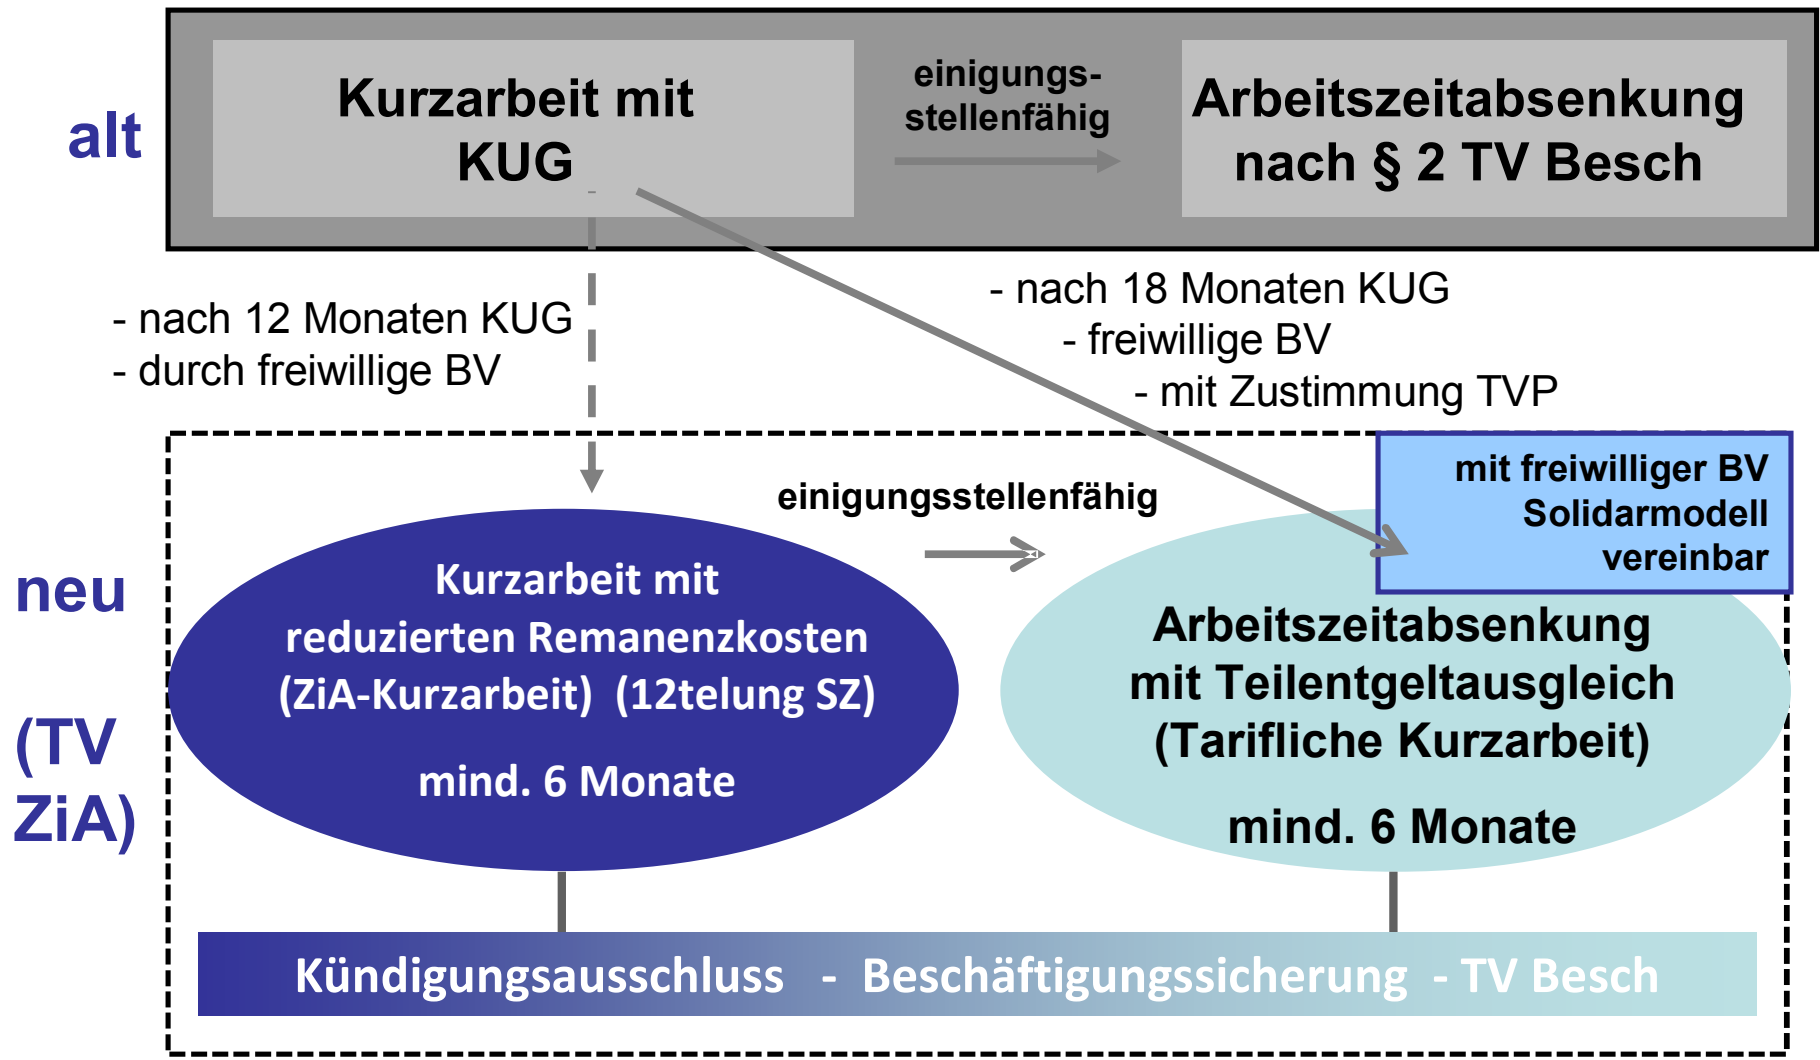 alt
Kurzarbeit mit
KUG
einigungs-
stellenfähig
Arbeitszeitabsenkung
nach § 2 TV Besch
- nach 12 Monaten KUG
- durch freiwillige BV
- nach 18 Monaten KUG
- freiwillige BV
- mit Zustimmung TVP
neu
(TV
ZiA)
einigungsstellenfähig
mit freiwilliger BV
Solidarmodell
vereinbar
Kurzarbeit mit
reduzierten Remanenzkosten
(ZiA-Kurzarbeit) (12telung SZ)
mind. 6 Monate
Arbeitszeitabsenkung
mit Teilentgeltausgleich
(Tarifliche Kurzarbeit)
mind. 6 Monate
Kündigungsausschluss - Beschäftigungssicherung - TV Besch